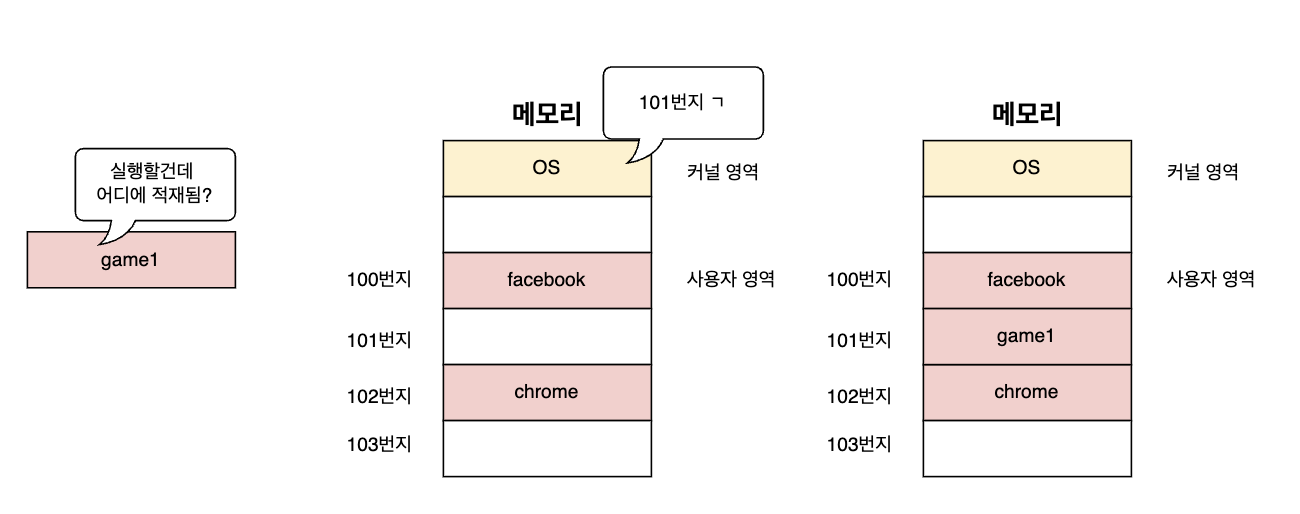 실행할건데
어디에 적재됨?
game1
메모리
101번지 ㄱ
OS
커널 영역
100번지
facebook
사용자 영역
101번지
102번지
chrome
103번지
메모리
OS
커널 영역
100번지
facebook
사용자 영역
101번지
game1
102번지
chrome
103번지